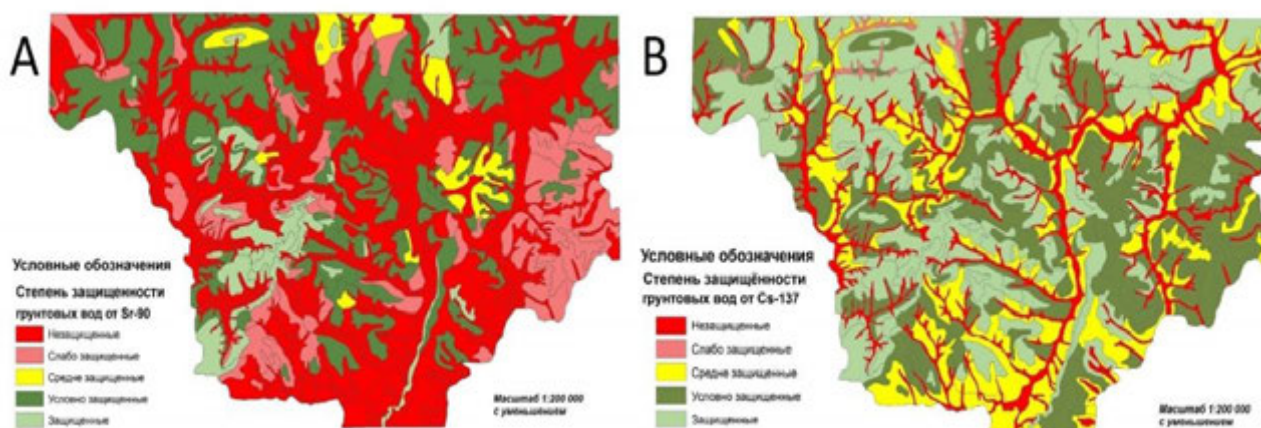 A
Условные обозначения
Степень защищенности
грунтовых вод от Sr-90
Незащищенные
Слабо защищенные
Средне защищенные
Условно защищенные
Защищенные
Масштаб 1:200 000
с уменьшением
B
Условные обозначения
Степень защищённости
грунтовых вод от Cs-137
Незащищенные
Слабо защищенные
Средне защищенные
Условно защищенные
Защищенные
Масштаб 1:200 000
с уменьшением